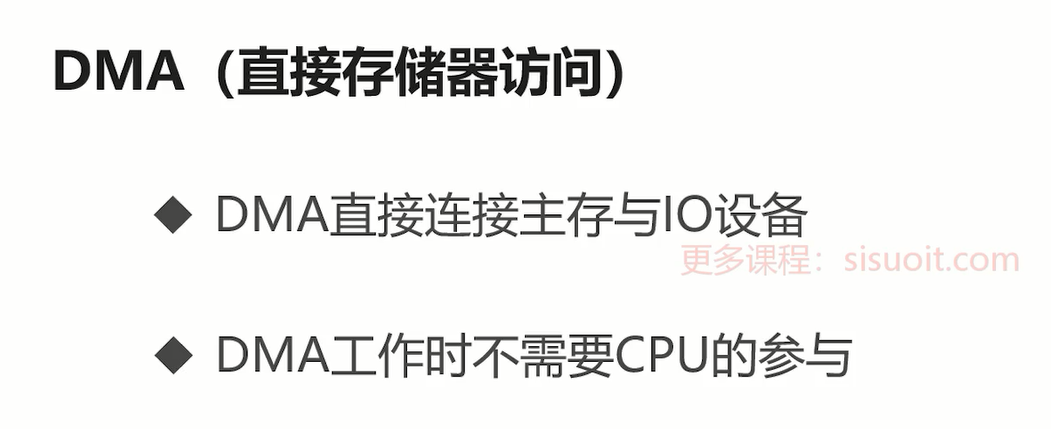 DMA（直接存储器访问）
◆ DMA直接连接主存与IO设备
更多课程：sisuoit.com
◆ DMA工作时不需要CPU的参与